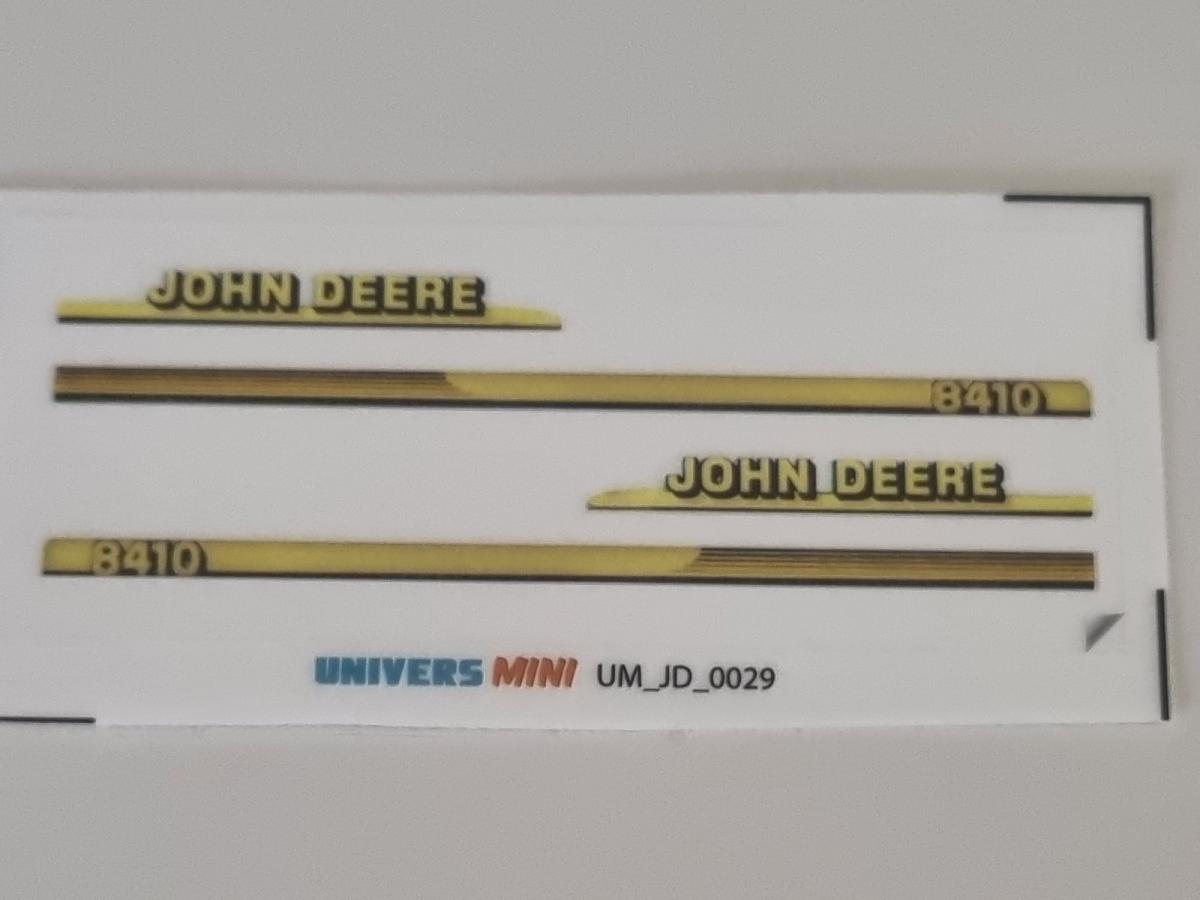 JOHN DEERE
8410
JOHN DEERE
8410
UNIVERS MINI UM_JD_0029